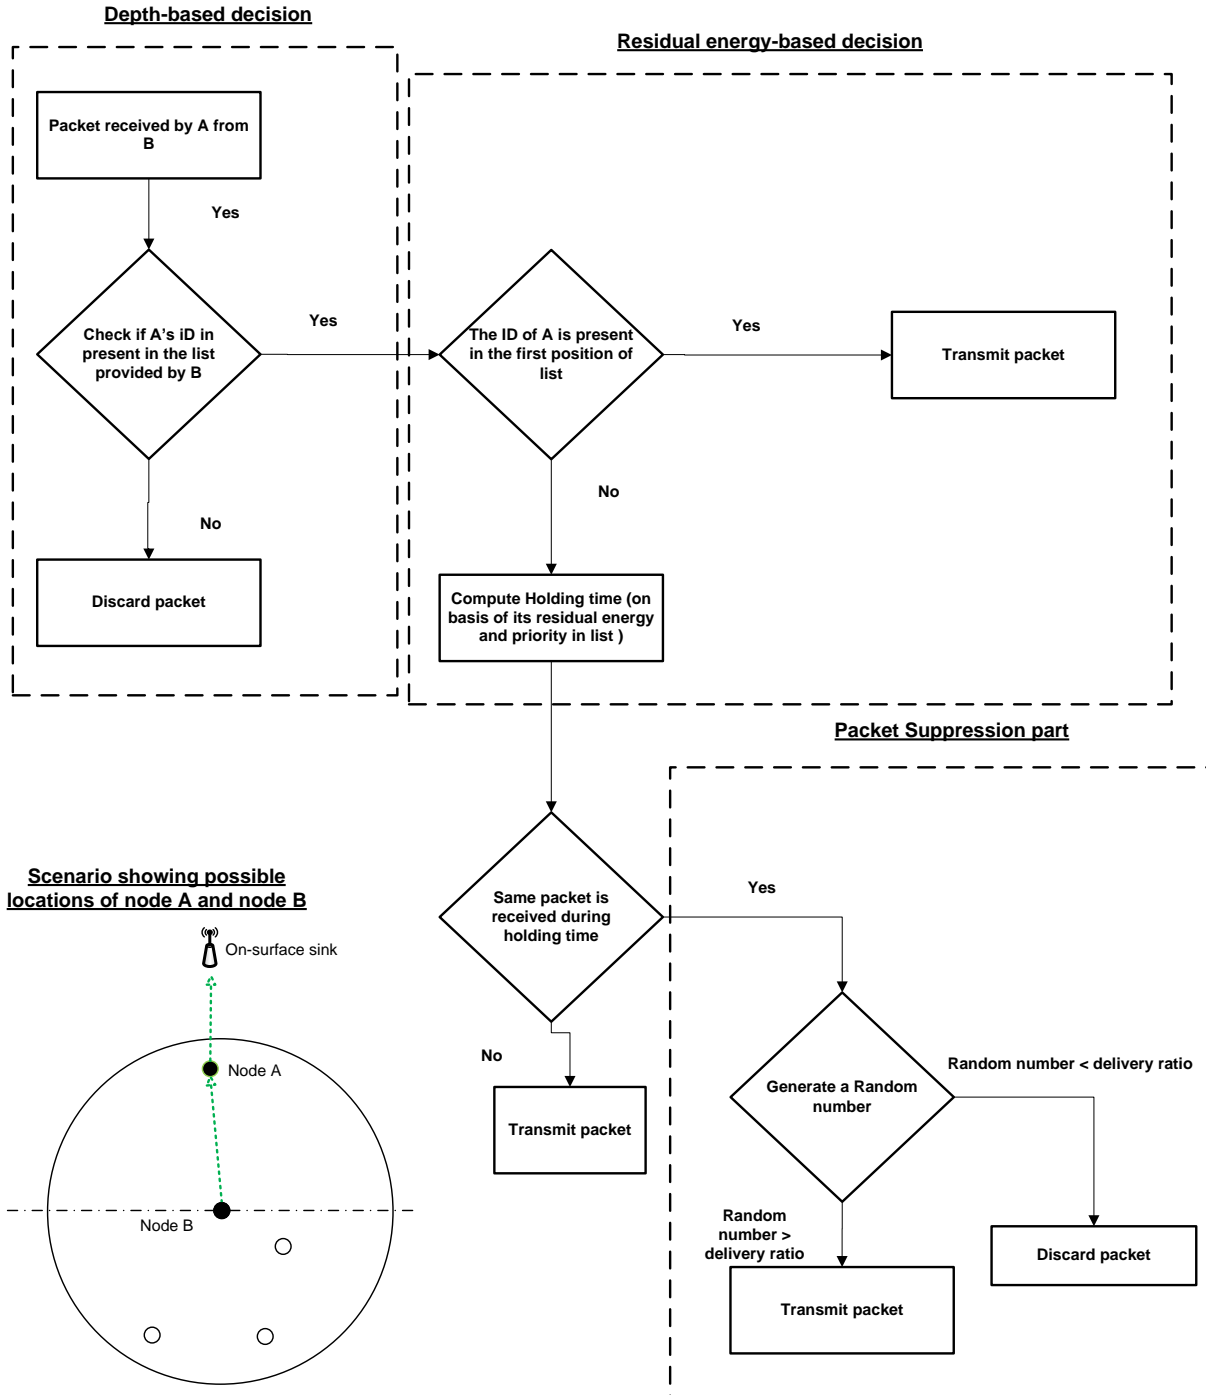 Depth-based decision
Residual energy-based decision
Packet received by A from
B
Yes
Check if A's iD in
present in the list
provided by B
Yes
The ID of A is present
in the first position of
list
Yes
Transmit packet
No
No
Discard packet
Compute Holding time (on
basis of its residual energy
and priority in list )
Packet Suppression part
Scenario showing possible
locations of node A and node B
On-surface sink
Node A
Node B
Same packet is
received during
holding time
Yes
No
Transmit packet
Generate a Random
number
Random number < delivery ratio
Random
number >
delivery ratio
Discard packet
Transmit packet